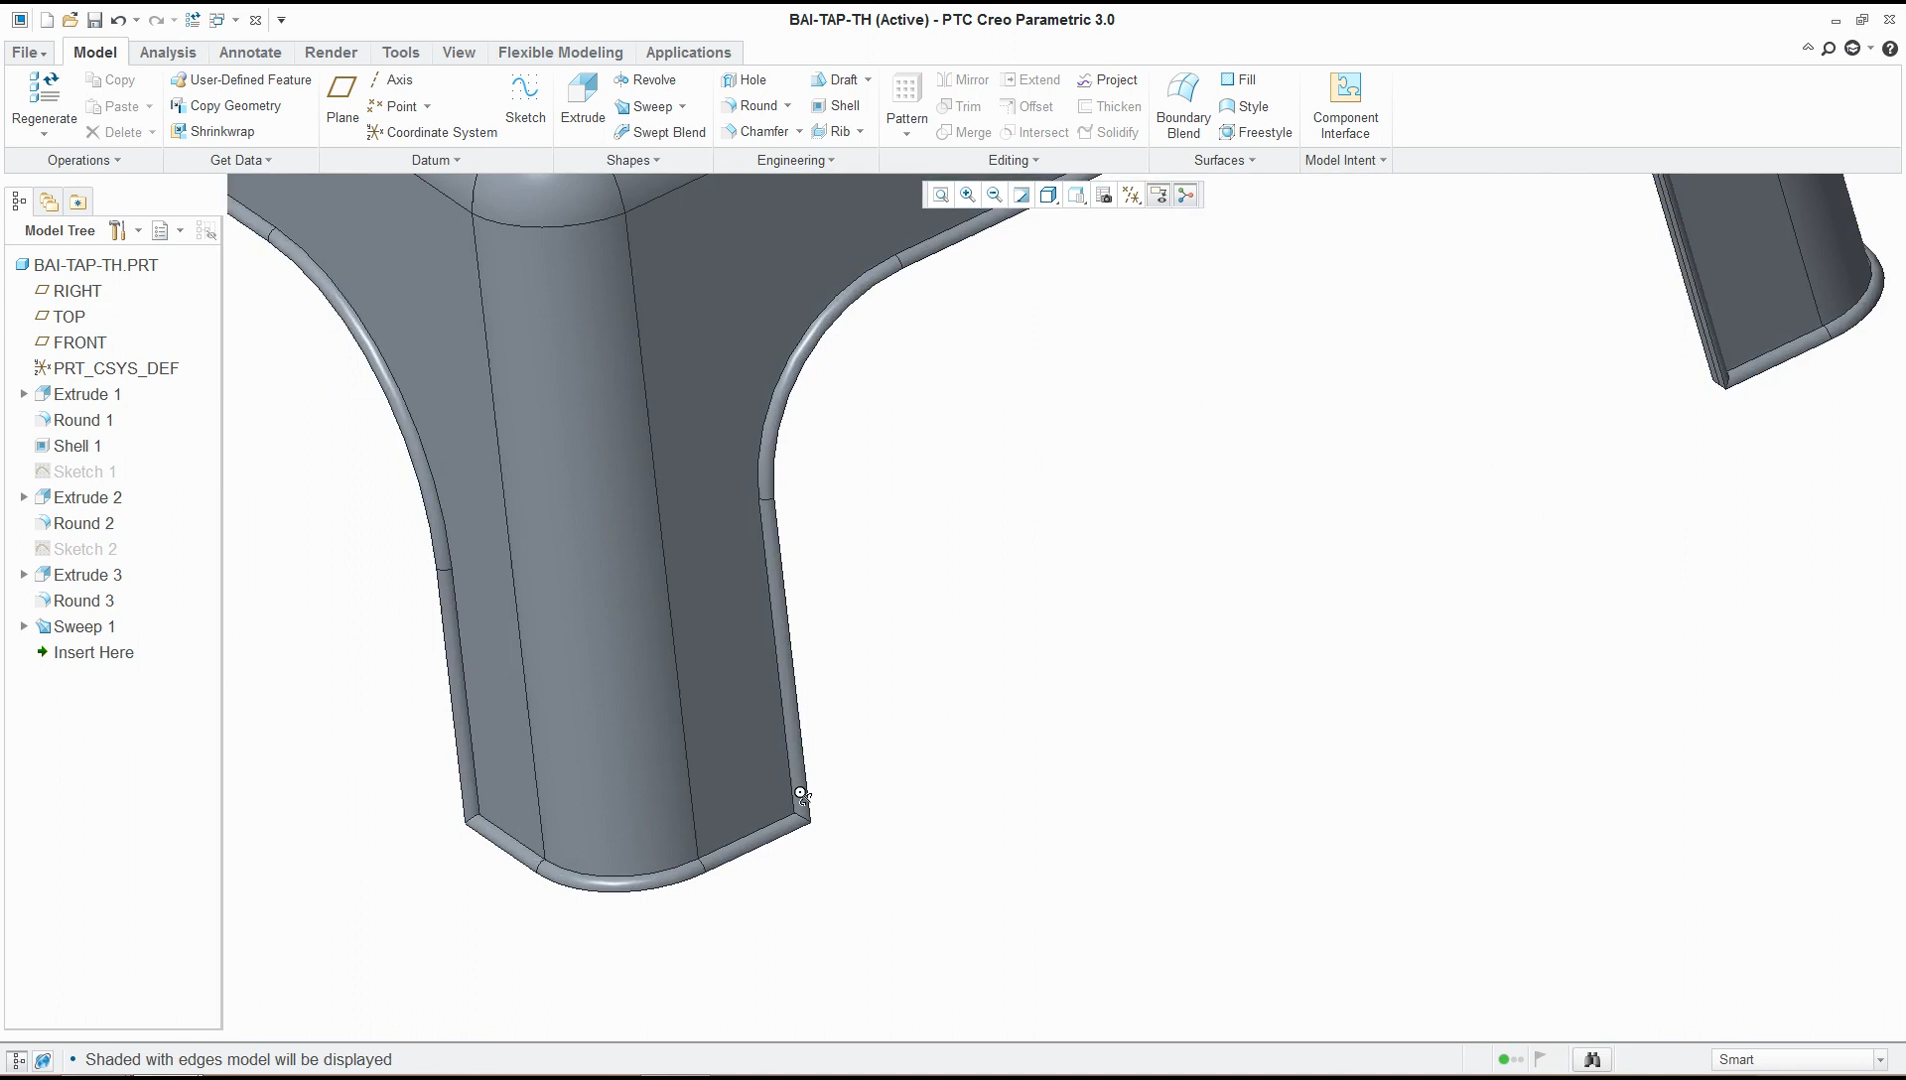 BAI-TAP-TH (Active) - PTC Creo Parametric 3.0
File Model Analysis Annotate Render Tools View Flexible Modeling Applications
Regenerate
Copy
Paste
Delete
Operations
User-Defined Feature
Copy Geometry
Shrinkwrap
Get Data
Plane
Axis
Point
Coordinate System
Sketch
Datum
Extrude
Revolve
Sweep
Swept Blend
Shapes
Hole
Round
Chamfer
Draft
Shell
Rib
Engineering
Pattern
Mirror
Trim
Merge
Extend
Offset
Intersect
Project
Thicken
Solidify
Editing
Boundary
Blend
Fill
Style
Freestyle
Surfaces
Component
Interface
Model Intent
Model Tree
BAI-TAP-TH.PRT
RIGHT
TOP
FRONT
PRT_CSYS_DEF
Extrude 1
Round 1
Shell 1
Sketch 1
Extrude 2
Round 2
Sketch 2
Extrude 3
Round 3
Sweep 1
Insert Here
• Shaded with edges model will be displayed
Smart